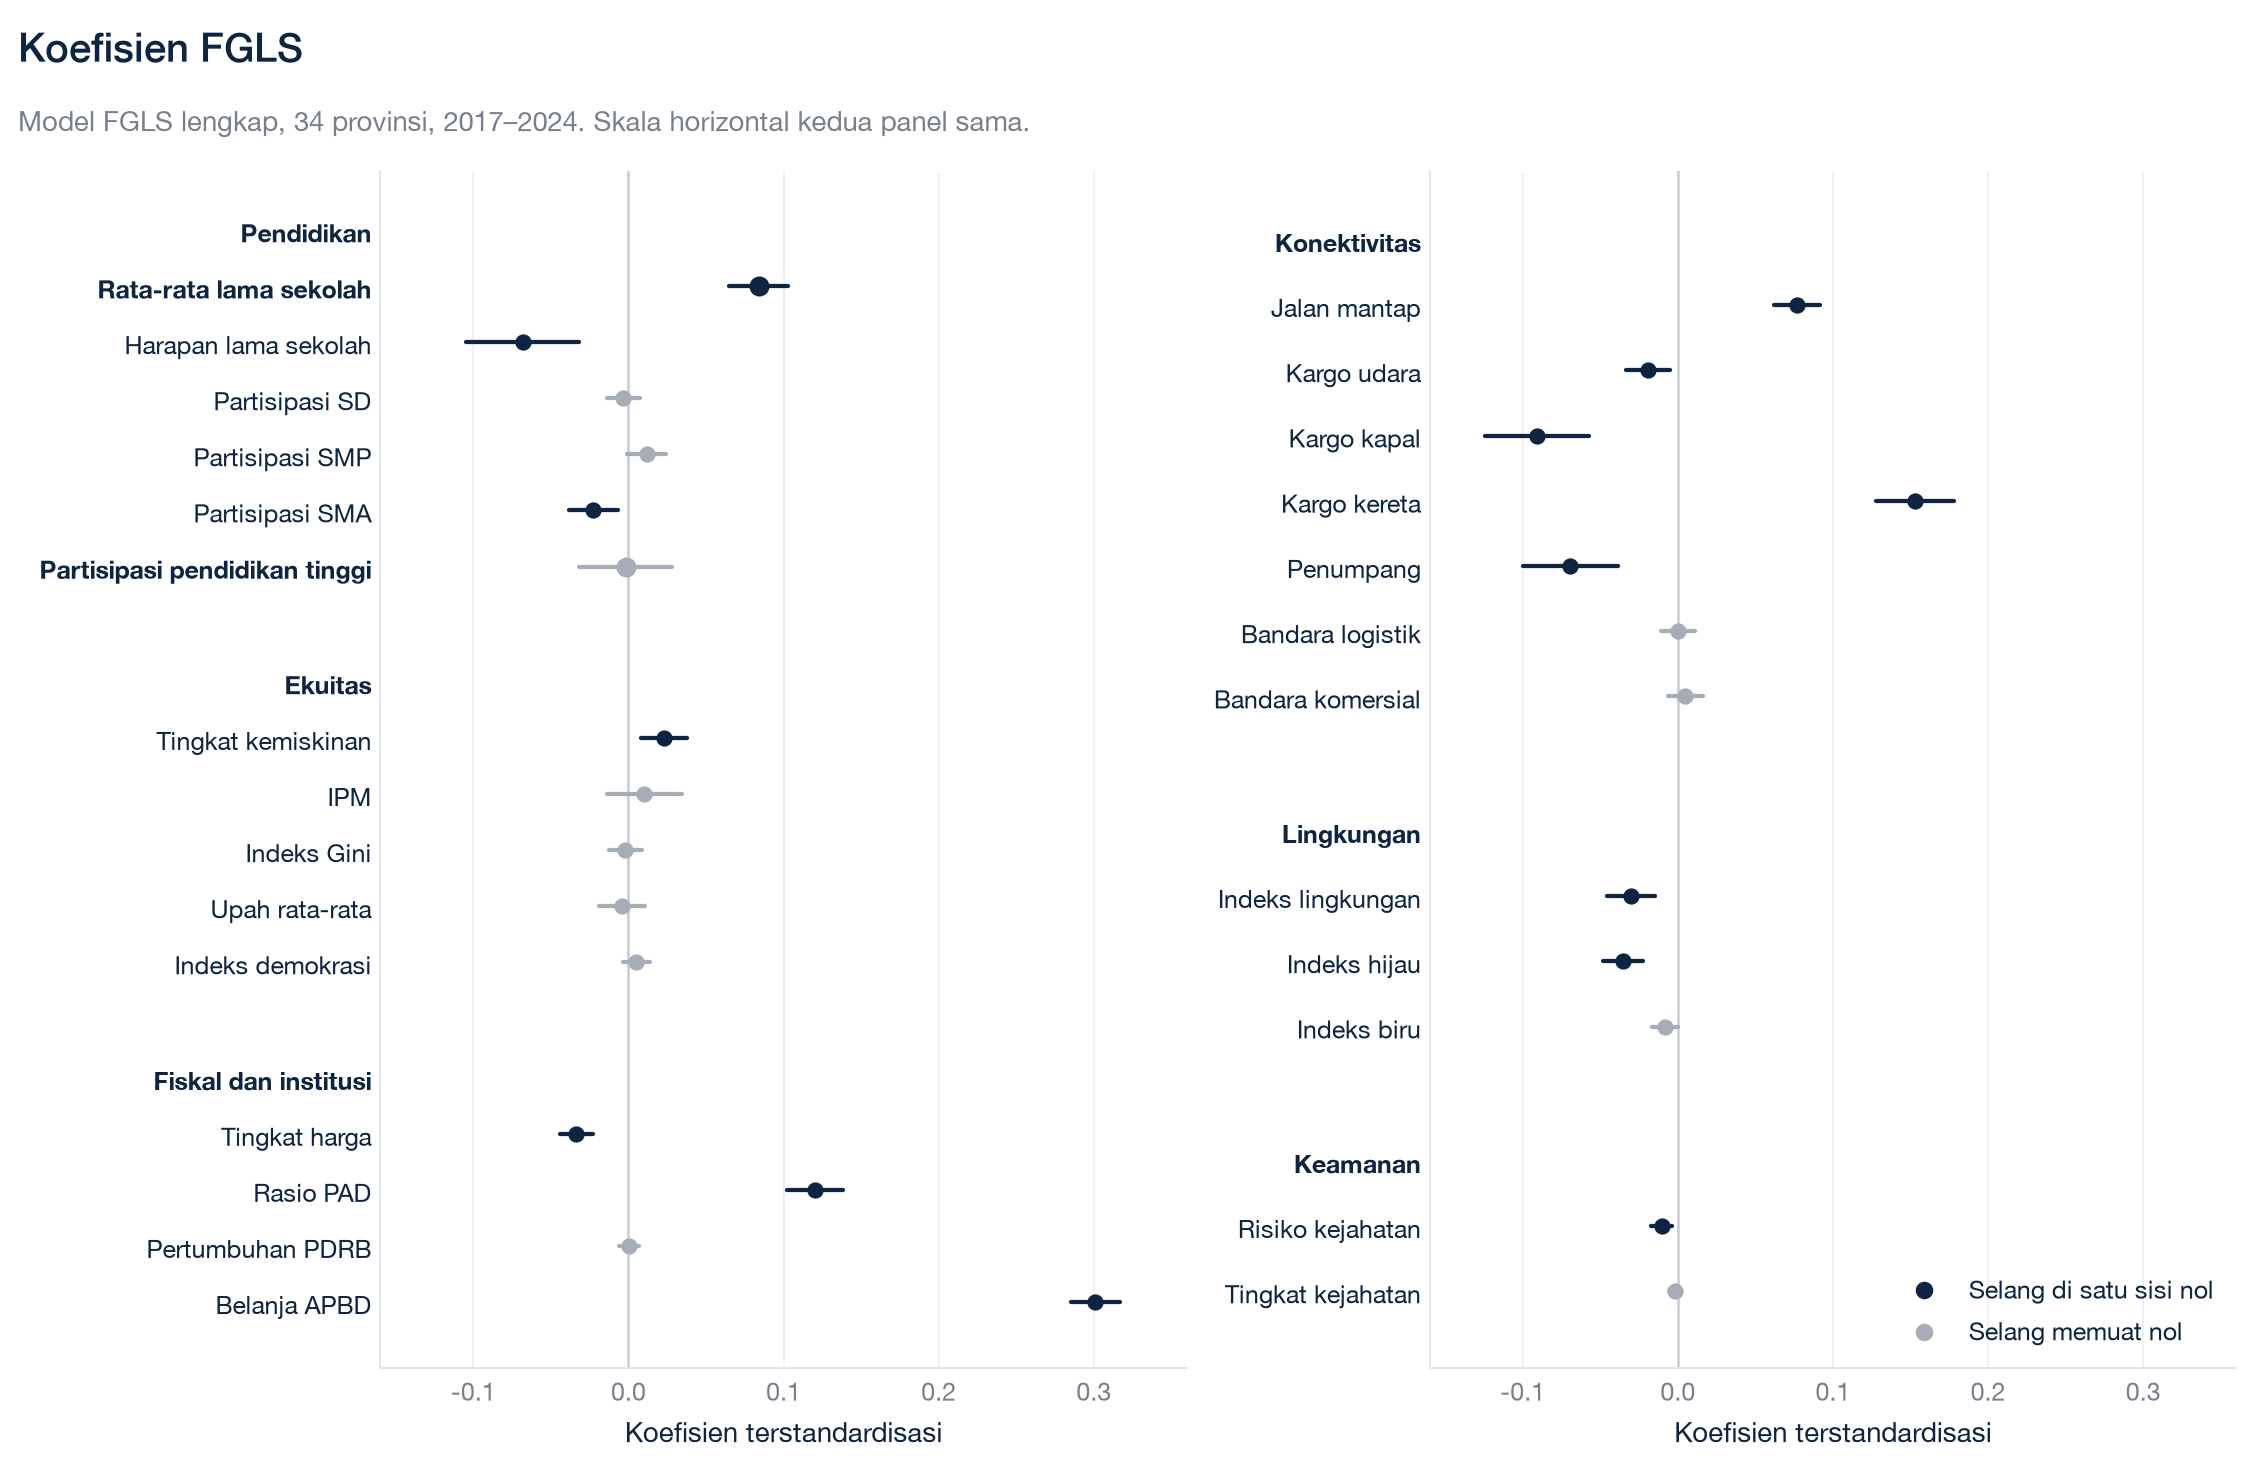 Koefisien FGLS
Model FGLS lengkap, 34 provinsi, 2017–2024. Skala horizontal kedua panel sama.
Pendidikan
Rata-rata lama sekolah
Harapan lama sekolah
Partisipasi SD
Partisipasi SMP
Partisipasi SMA
Partisipasi pendidikan tinggi
Ekuitas
Tingkat kemiskinan
IPM
Indeks Gini
Upah rata-rata
Indeks demokrasi
Fiskal dan institusi
Tingkat harga
Rasio PAD
Pertumbuhan PDRB
Belanja APBD
-0.1 0.0 0.1 0.2 0.3
Koefisien terstandardisasi
Konektivitas
Jalan mantap
Kargo udara
Kargo kapal
Kargo kereta
Penumpang
Bandara logistik
Bandara komersial
Lingkungan
Indeks lingkungan
Indeks hijau
Indeks biru
Keamanan
Risiko kejahatan
Tingkat kejahatan
Selang di satu sisi nol
Selang memuat nol
-0.1 0.0 0.1 0.2 0.3
Koefisien terstandardisasi